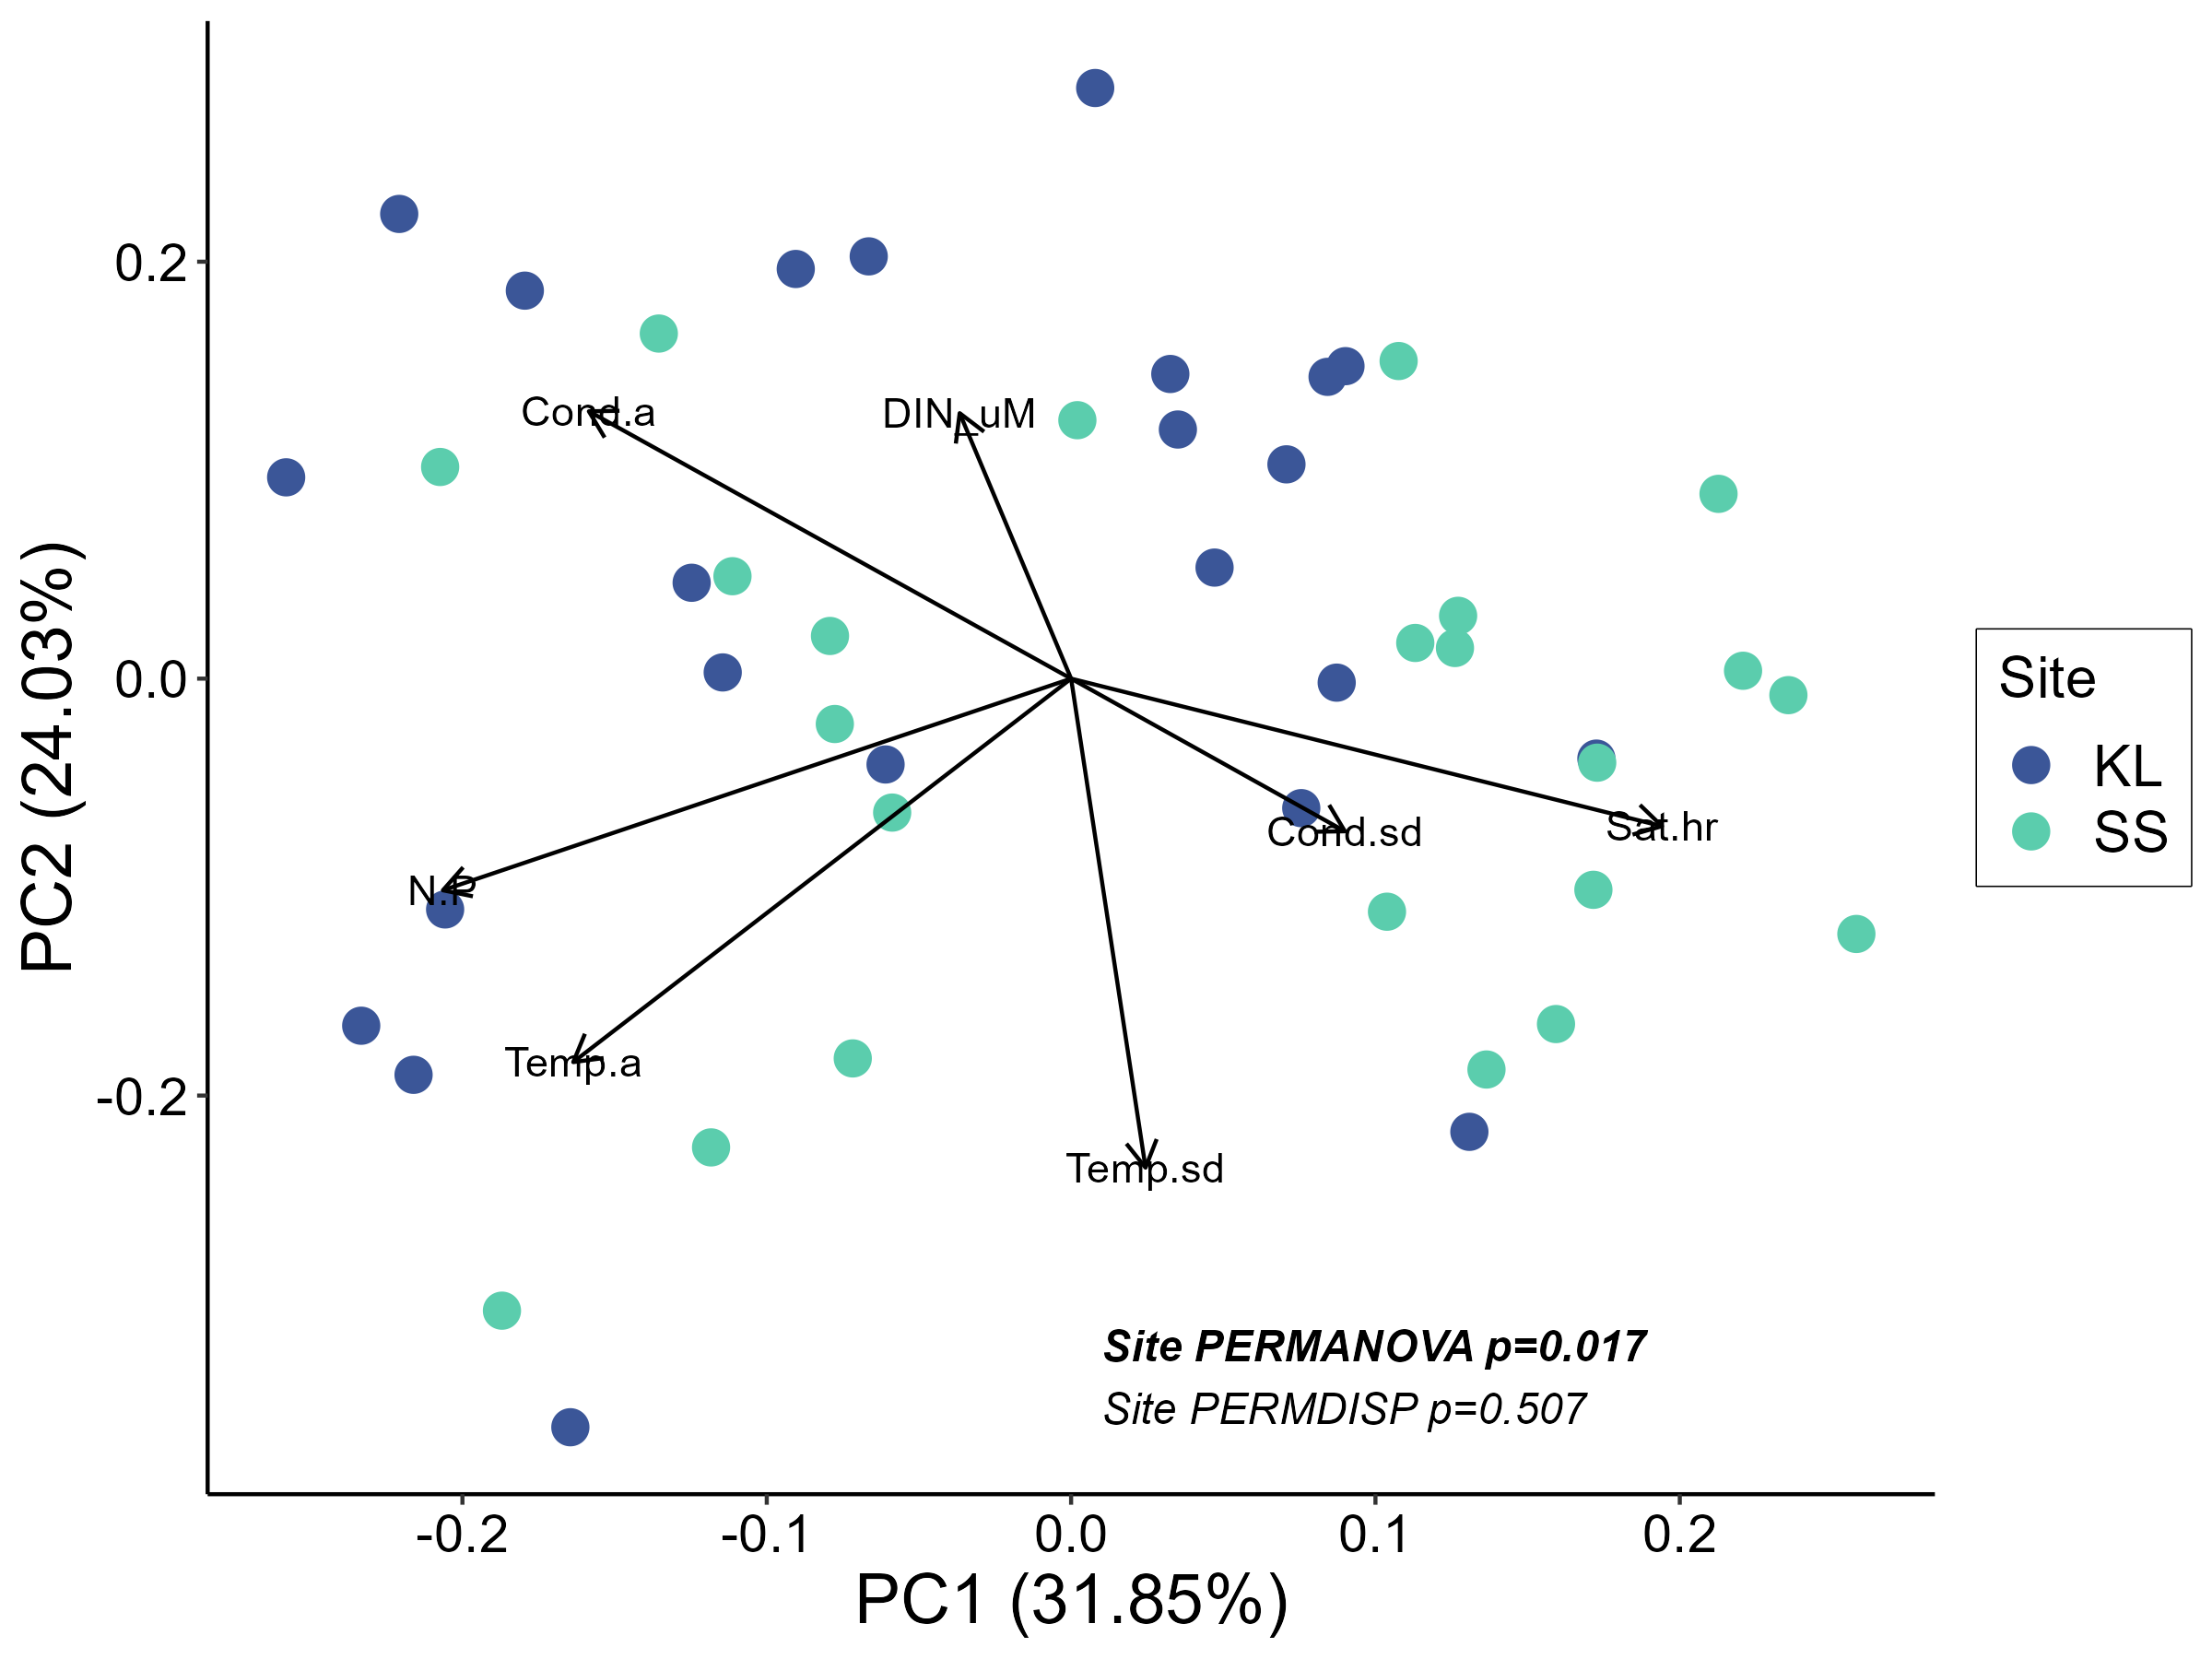 PC2 (24.03%)
0.2
0.0
-0.2
Cond.a
DIN_uM
N.P
Temp.a
Cond.sd
Sat.hr
Temp.sd
Site
KL
SS
Site PERMANOVA p=0.017
Site PERMDISP p=0.507
-0.2 -0.1 0.0 0.1 0.2
PC1 (31.85%)